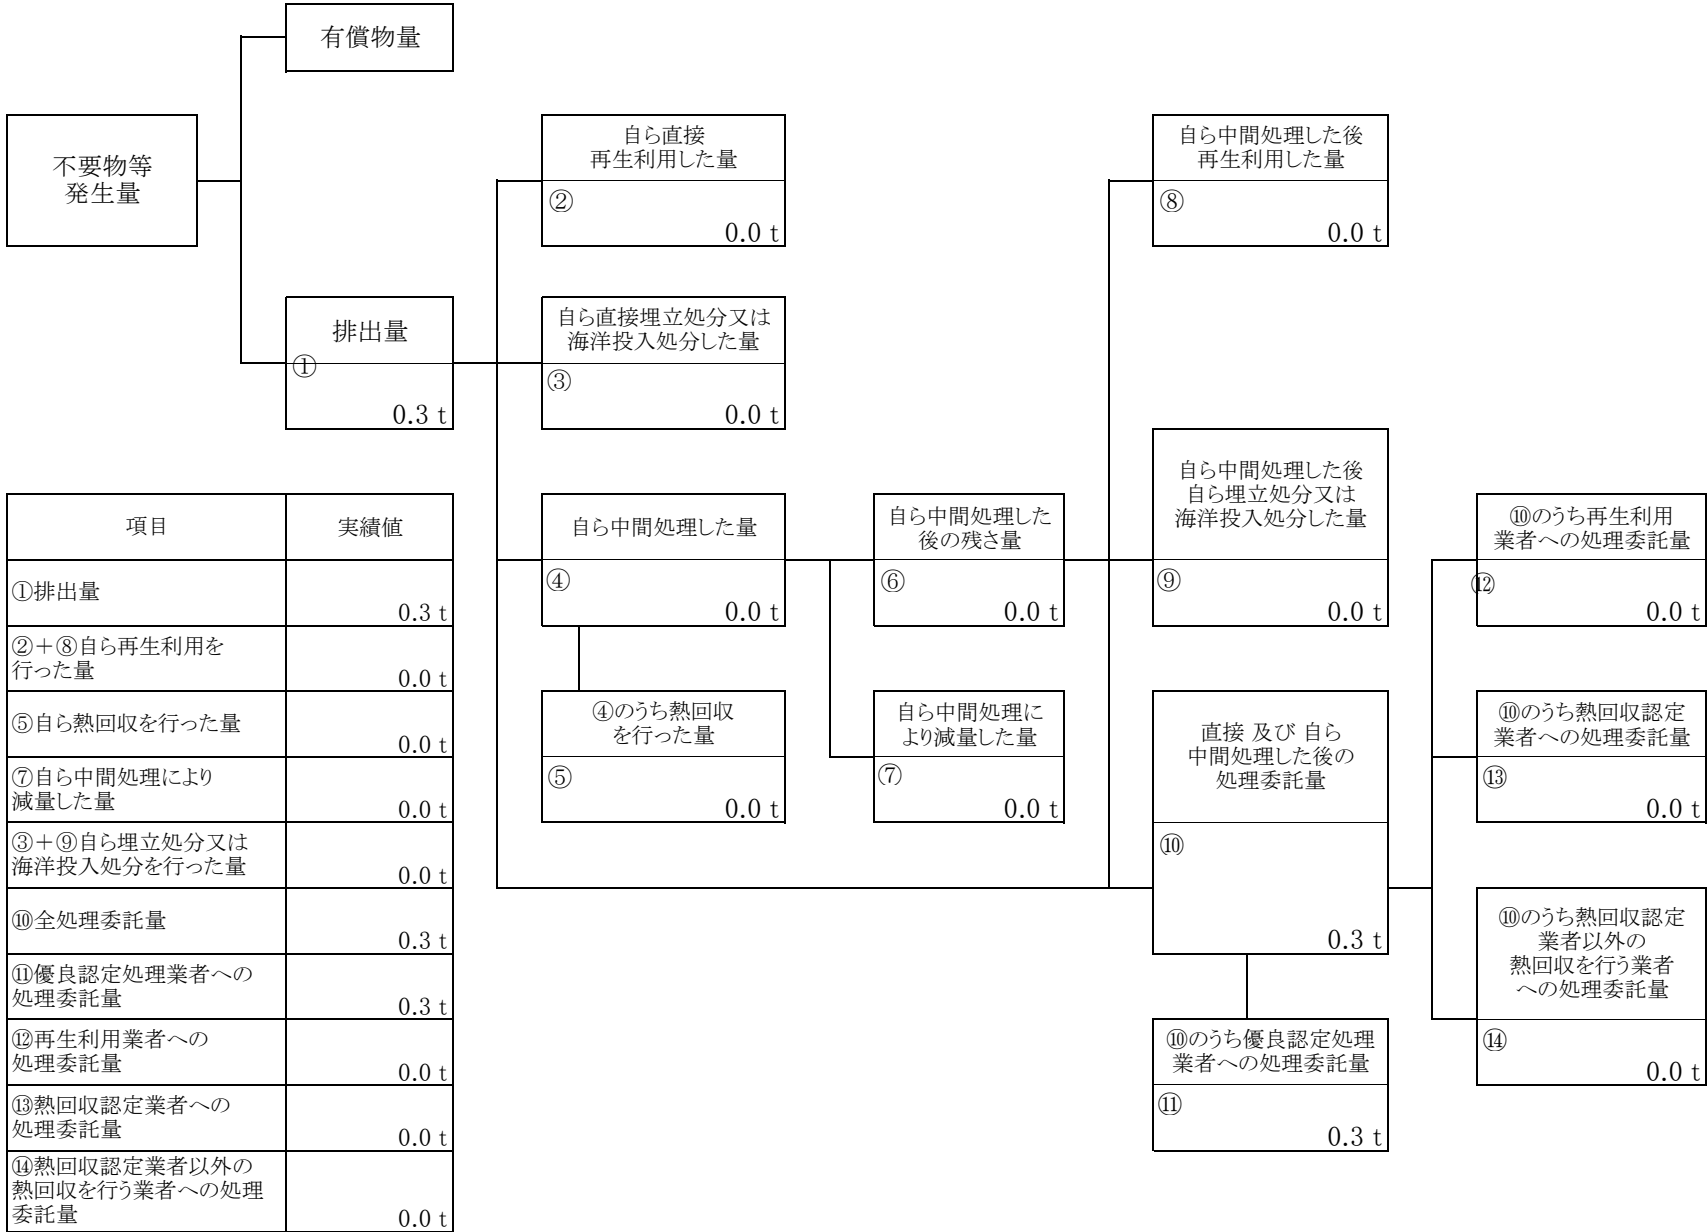 有償物量
不要物等
発生量
自ら直接
再生利用した量
②
0.0 t
自ら中間処理した後
再生利用した量
⑧
0.0 t
排出量
①
0.3 t
自ら直接埋立処分又は
海洋投入処分した量
③
0.0 t
項目
実績値
①排出量
0.3 t
②＋⑧自ら再生利用を
行った量
0.0 t
⑤自ら熱回収を行った量
0.0 t
⑦自ら中間処理により
減量した量
0.0 t
③＋⑨自ら埋立処分又は
海洋投入処分を行った量
0.0 t
⑩全処理委託量
0.3 t
⑪優良認定処理業者への
処理委託量
0.3 t
⑫再生利用業者への
処理委託量
0.0 t
⑬熱回収認定業者への
処理委託量
0.0 t
⑭熱回収認定業者以外の
熱回収を行う業者への処理
委託量
0.0 t
自ら中間処理した量
④
0.0 t
④のうち熱回収
を行った量
⑤
0.0 t
自ら中間処理した
後の残さ量
⑥
0.0 t
自ら中間処理に
より減量した量
⑦
0.0 t
自ら中間処理した後
自ら埋立処分又は
海洋投入処分した量
⑨
0.0 t
直接 及び 自ら
中間処理した後の
処理委託量
⑩
0.3 t
⑩のうち優良認定処理
業者への処理委託量
⑪
0.3 t
⑩のうち再生利用
業者への処理委託量
⑫
0.0 t
⑩のうち熱回収認定
業者への処理委託量
⑬
0.0 t
⑩のうち熱回収認定
業者以外の
熱回収を行う業者
への処理委託量
⑭
0.0 t